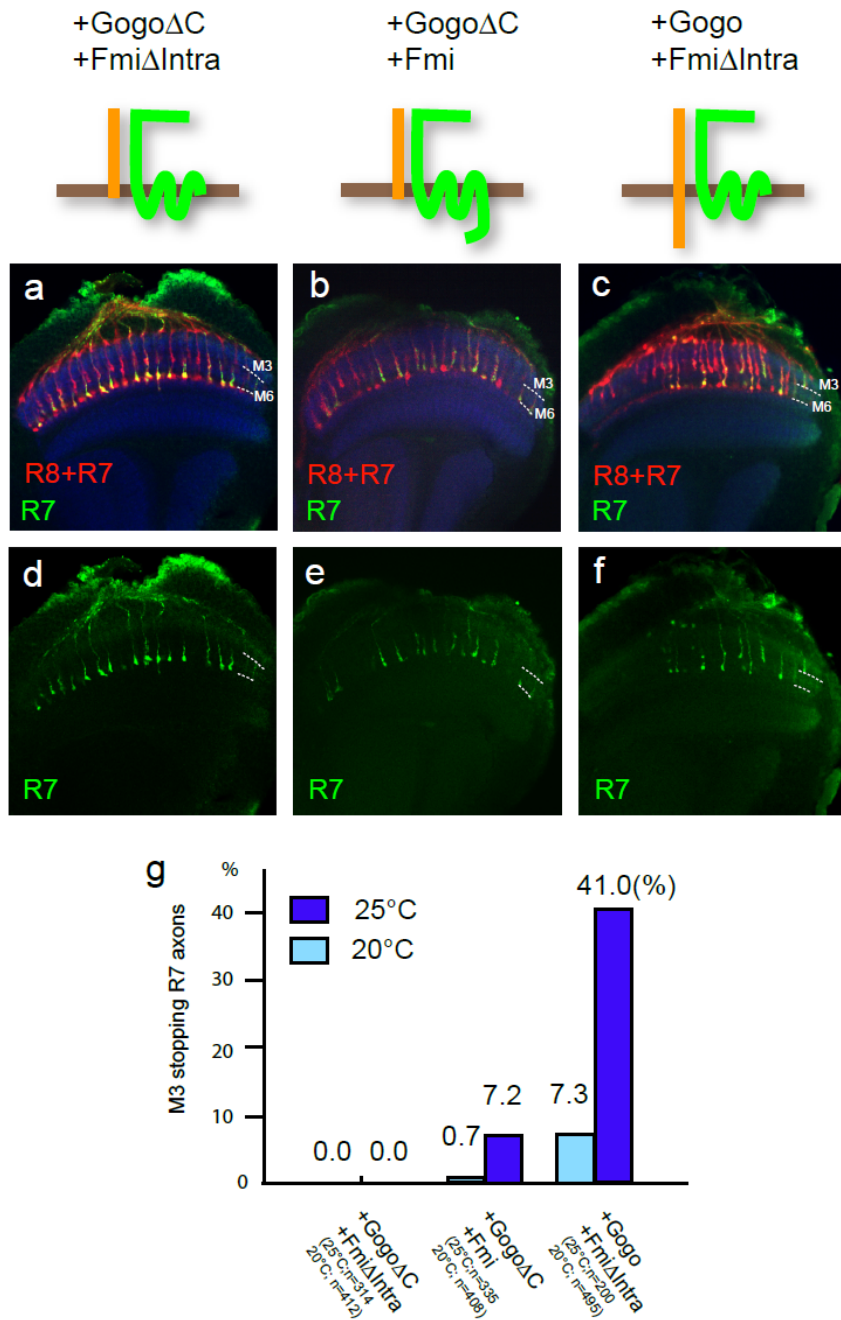 +GogoΔC
+FmiΔIntra
+GogoΔC
+Fmi
+Gogo
+FmiΔIntra
a
M3
M6
R8+R7
R7
b
M3
M6
R8+R7
R7
c
M3
M6
R8+R7
R7
d
R7
e
R7
f
R7
g
%
41.0(%)
25°C
20°C
40
30
20
10
0
M3 stopping R7 axons
0.0
0.0
0.7
7.2
7.3
+GogoΔC
+FmiΔIntra
(25°C;n=314
20°C; n=412)
+GogoΔC
+Fmi
(25°C;n=335
20°C; n=408)
+Gogo
+FmiΔIntra
(25°C;n=200
20°C; n=495)